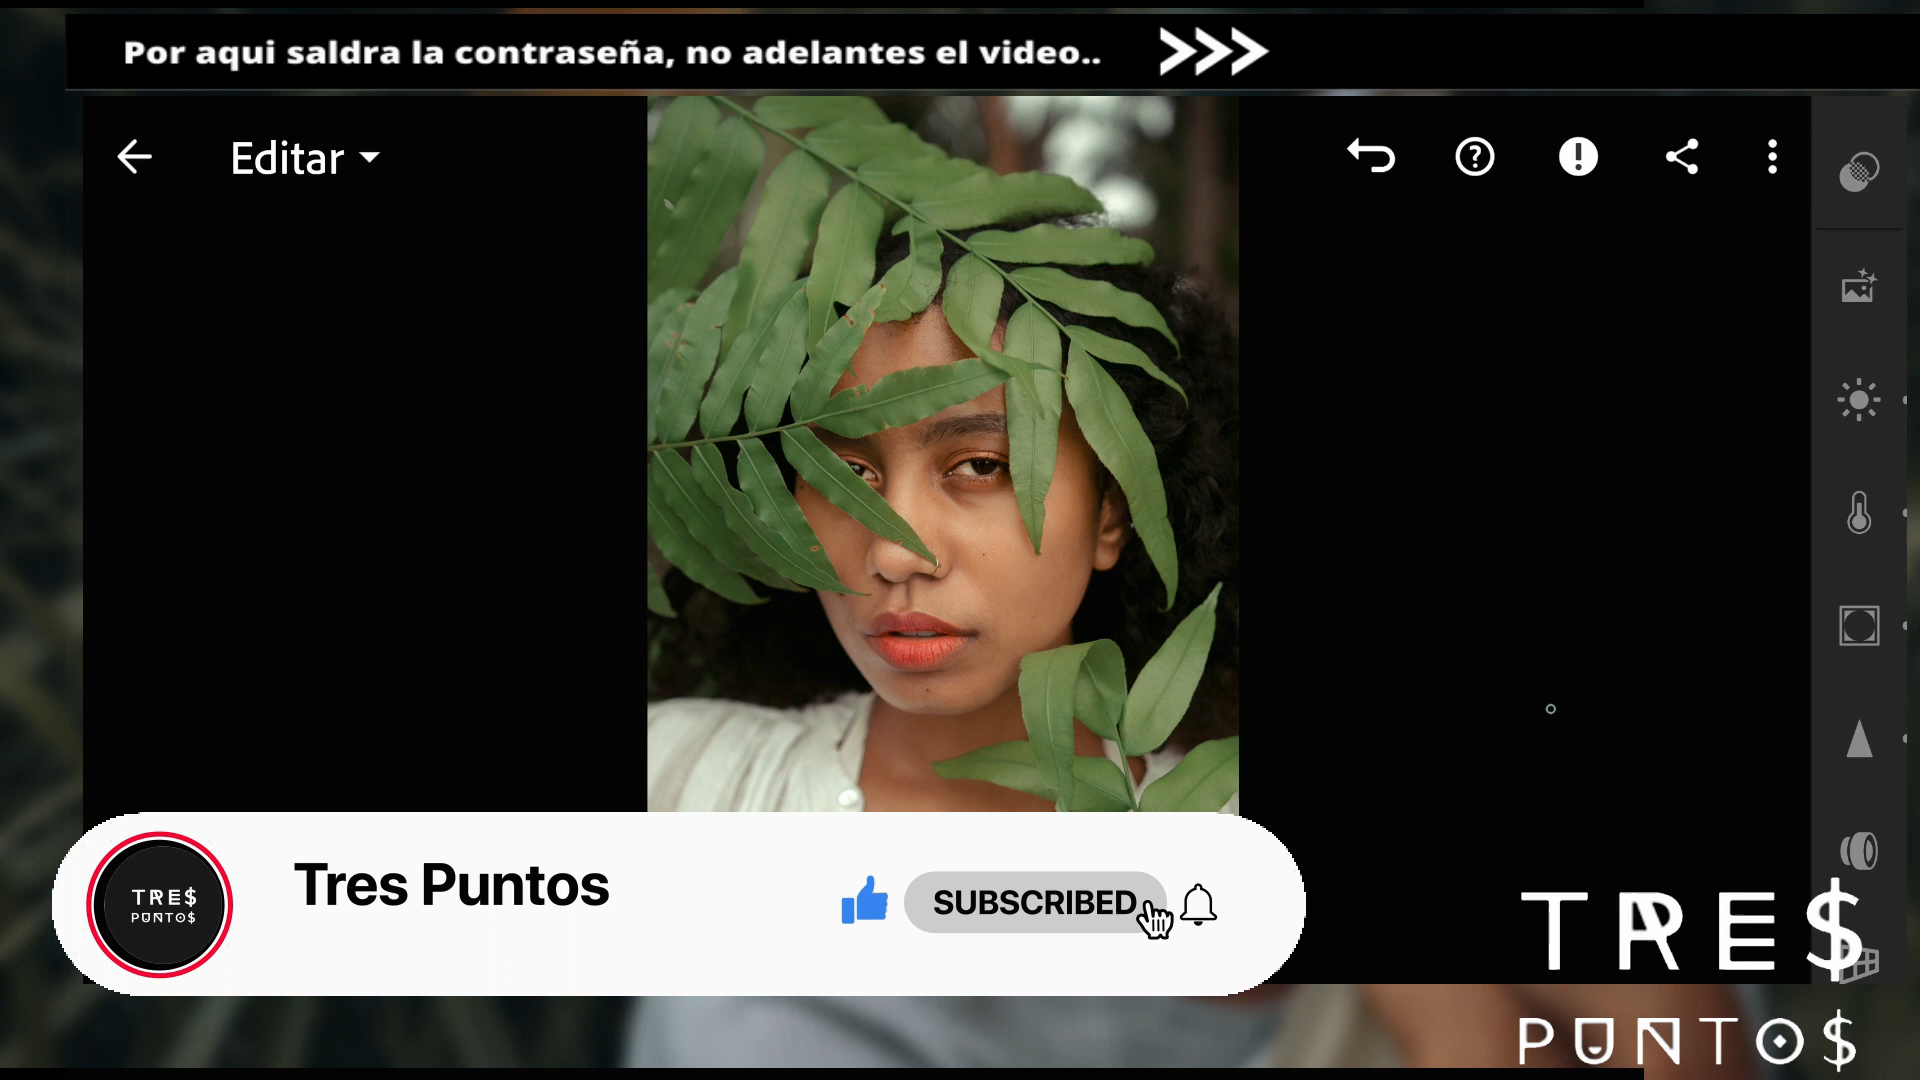 Por aqui saldra la contraseña, no adelantes el video.. >>>
Editar
TRE$
PUNTO$
Tres Puntos
SUBSCRIBED
TRE$
PUNTO$